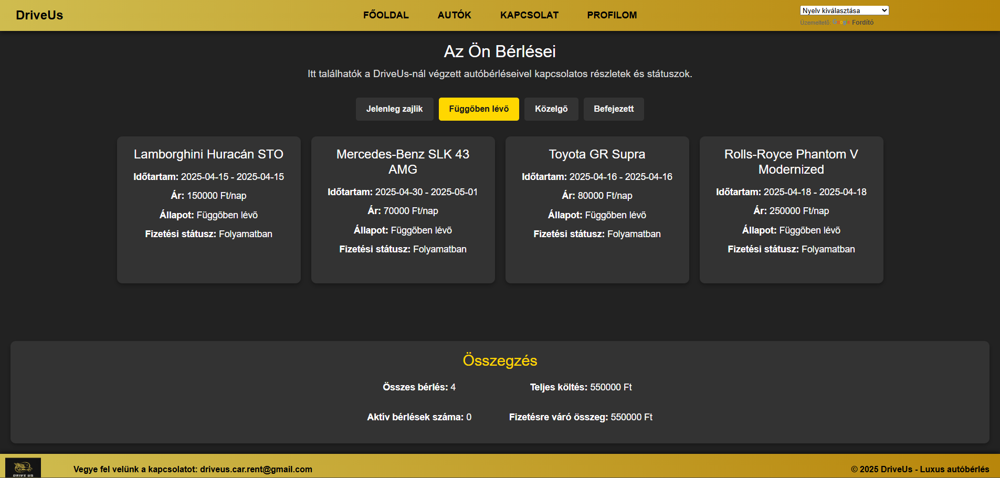 DriveUs
FŐOLDAL
AUTÓK
KAPCSOLAT
PROFILOM
Nyelv kiválasztása
Üzemeltető: Google Fordító
Az Ön Bérlései
Itt találhatók a DriveUs-nál végzett autóbérléseivel kapcsolatos részletek és státuszok.
Jelenleg zajlik
Függőben lévő
Közelgő
Befejezett
Lamborghini Huracán STO
Időtartam: 2025-04-15 - 2025-04-15
Ár: 150000 Ft/nap
Állapot: Függőben lévő
Fizetési státusz: Folyamatban
Mercedes-Benz SLK 43
AMG
Időtartam: 2025-04-30 - 2025-05-01
Ár: 70000 Ft/nap
Állapot: Függőben lévő
Fizetési státusz: Folyamatban
Toyota GR Supra
Időtartam: 2025-04-16 - 2025-04-16
Ár: 80000 Ft/nap
Állapot: Függőben lévő
Fizetési státusz: Folyamatban
Rolls-Royce Phantom V
Modernized
Időtartam: 2025-04-18 - 2025-04-18
Ár: 250000 Ft/nap
Állapot: Függőben lévő
Fizetési státusz: Folyamatban
Összegzés
Összes bérlés: 4
Teljes költés: 550000 Ft
Aktív bérlések száma: 0
Fizetésre váró összeg: 550000 Ft
DRIVE US
Vegye fel velünk a kapcsolatot: driveus.car.rent@gmail.com
© 2025 DriveUs - Luxus autóbérlés